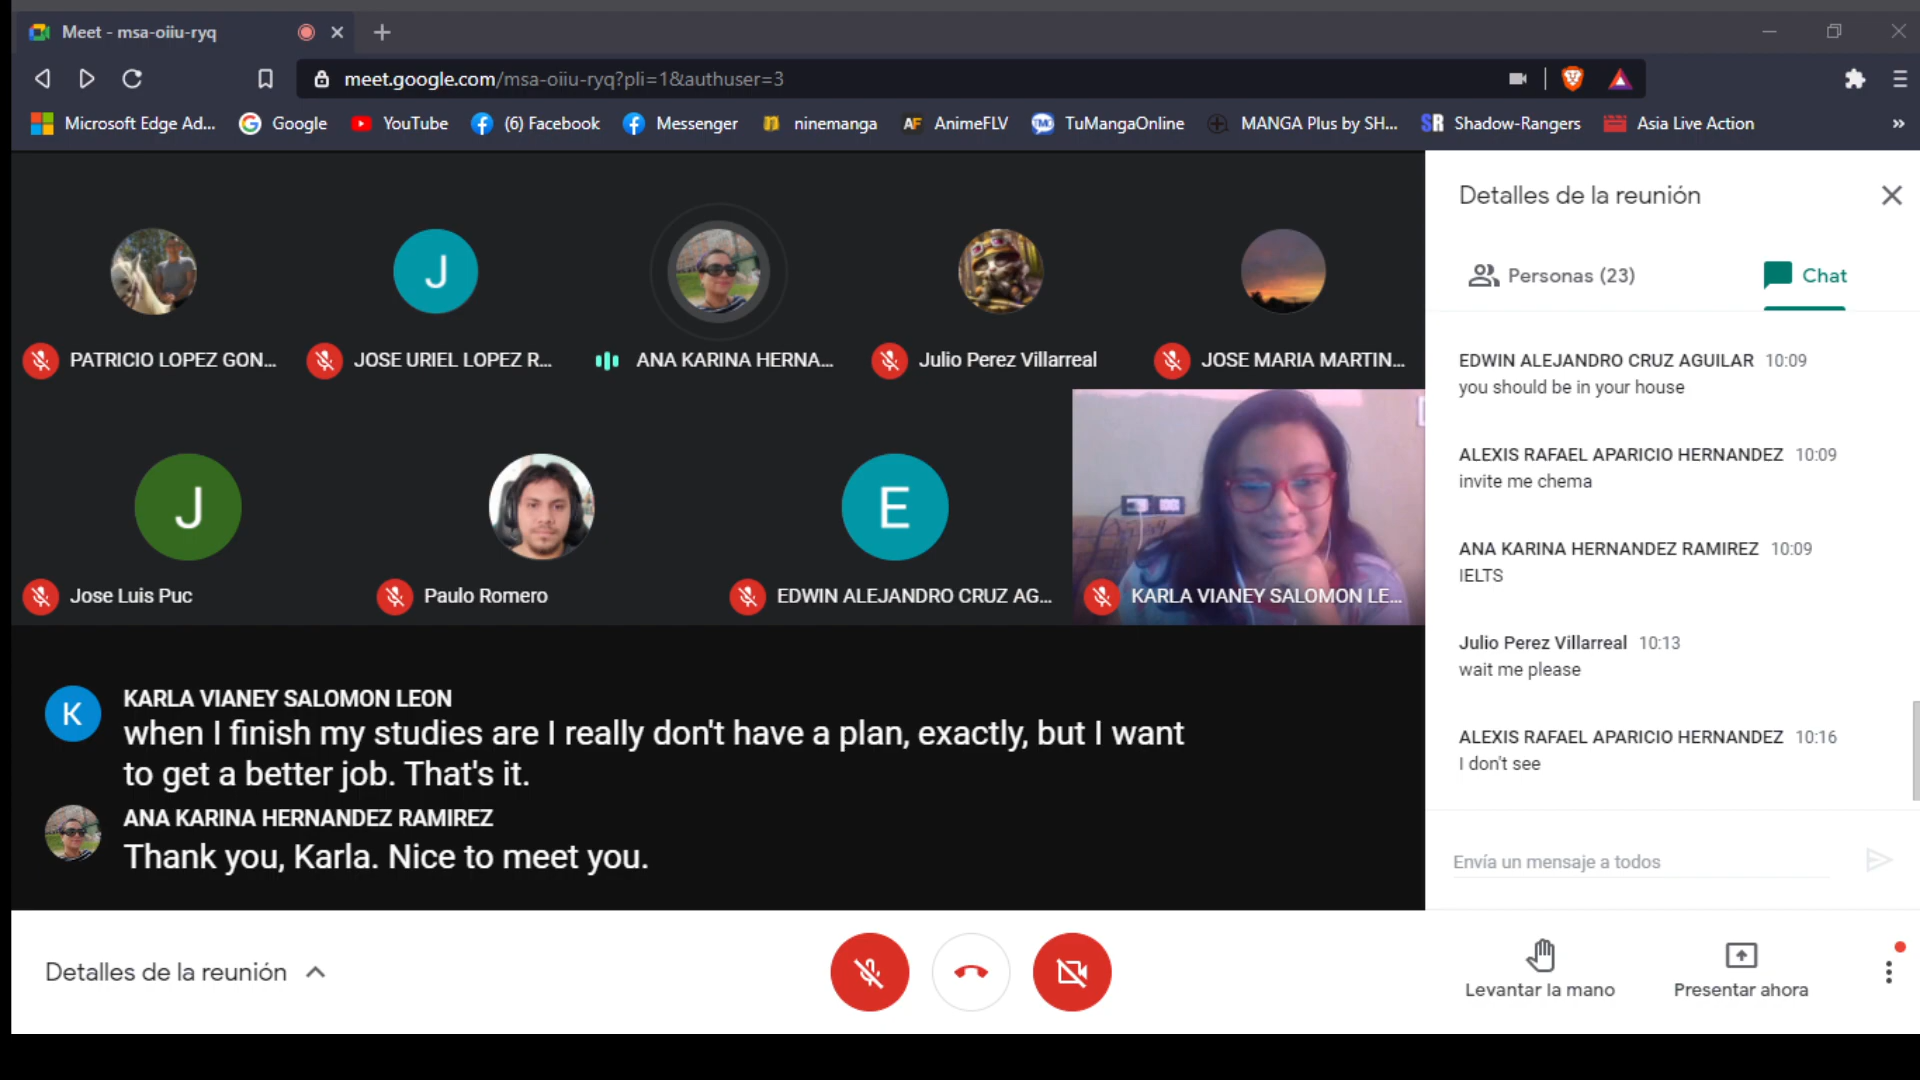 Meet - msa-oiiu-ryq
meet.google.com/msa-oiiu-ryq?pli=1&authuser=3
Microsoft Edge Ad...
Google
YouTube
(6) Facebook
Messenger
ninemanga
AF AnimeFLV
TMO TuMangaOnline
MANGA Plus by SH...
SR Shadow-Rangers
Asia Live Action
»
J
PATRICIO LOPEZ GON...
JOSE URIEL LOPEZ R...
ANA KARINA HERNA...
Julio Perez Villarreal
JOSE MARIA MARTIN...
J
E
Jose Luis Puc
Paulo Romero
EDWIN ALEJANDRO CRUZ AG...
KARLA VIANEY SALOMON LE...
K
KARLA VIANEY SALOMON LEON
when I finish my studies are I really don't have a plan, exactly, but I want
to get a better job. That's it.
ANA KARINA HERNANDEZ RAMIREZ
Thank you, Karla. Nice to meet you.
Detalles de la reunión
Personas (23)
Chat
EDWIN ALEJANDRO CRUZ AGUILAR 10:09
you should be in your house
ALEXIS RAFAEL APARICIO HERNANDEZ 10:09
invite me chema
ANA KARINA HERNANDEZ RAMIREZ 10:09
IELTS
Julio Perez Villarreal 10:13
wait me please
ALEXIS RAFAEL APARICIO HERNANDEZ 10:16
I don't see
Envía un mensaje a todos
Detalles de la reunión
Levantar la mano
Presentar ahora